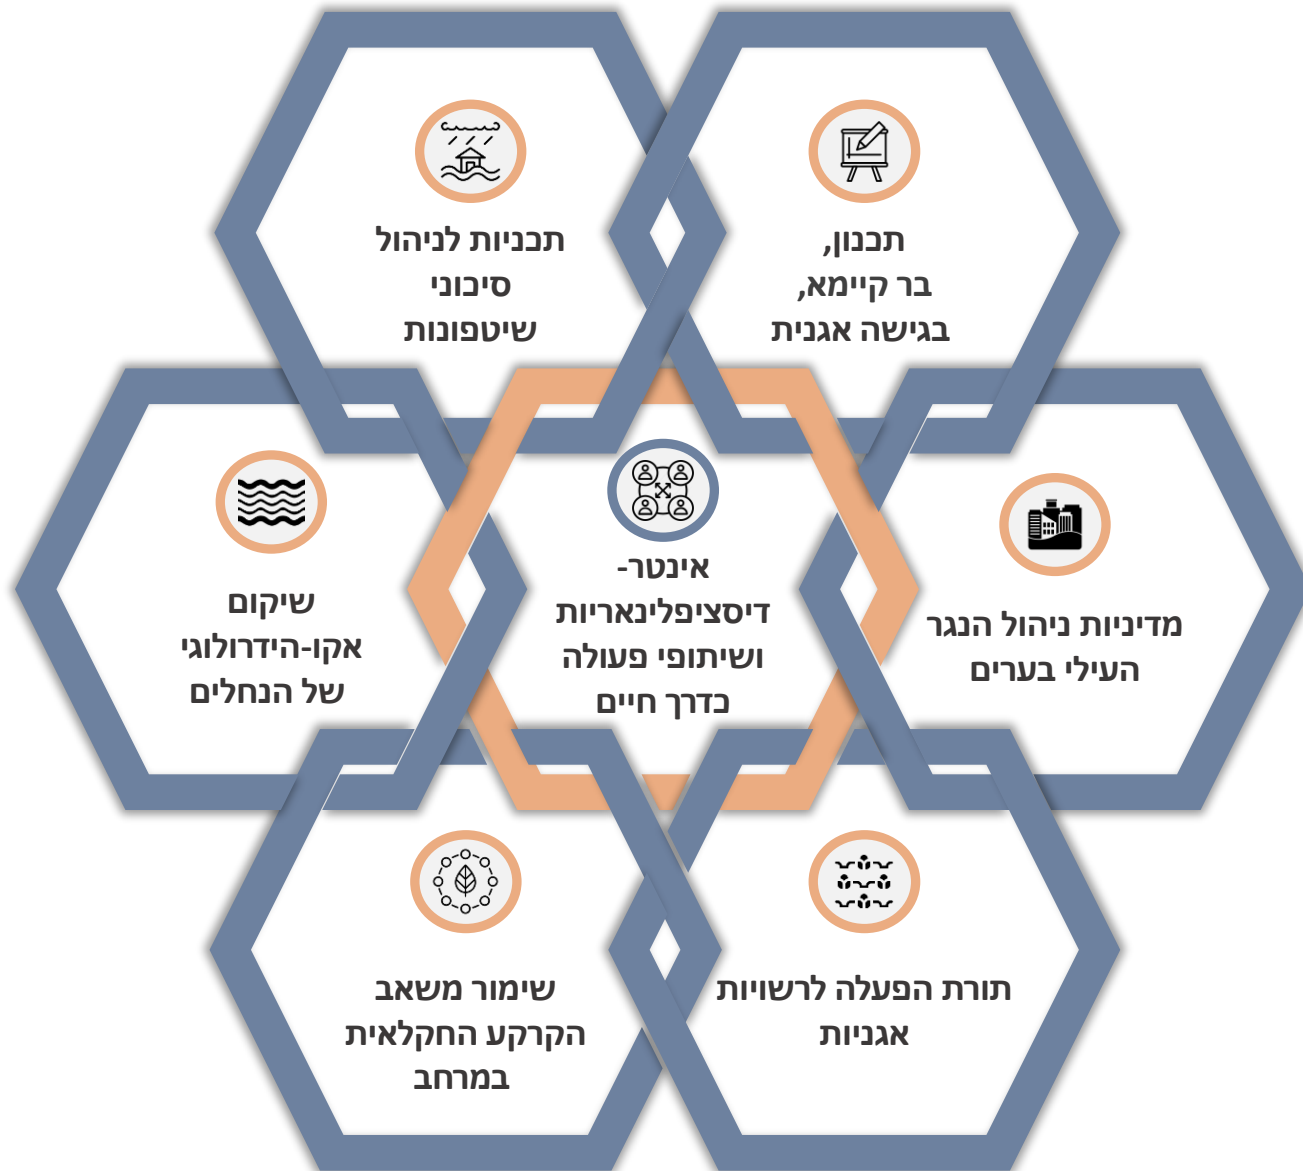 תכנון,
בר קיימא,
בגישה אגנית
תכניות לניהול
סיכוני
שיטפונות
מדיניות ניהול הנגר
העילי בערים
אינטר-
דיסציפלינאריות
ושיתופי פעולה
כדרך חיים
שיקום
אקו-הידרולוגי
של הנחלים
תורת הפעלה לרשויות
אגניות
שימור משאב
הקרקע החקלאית
במרחב